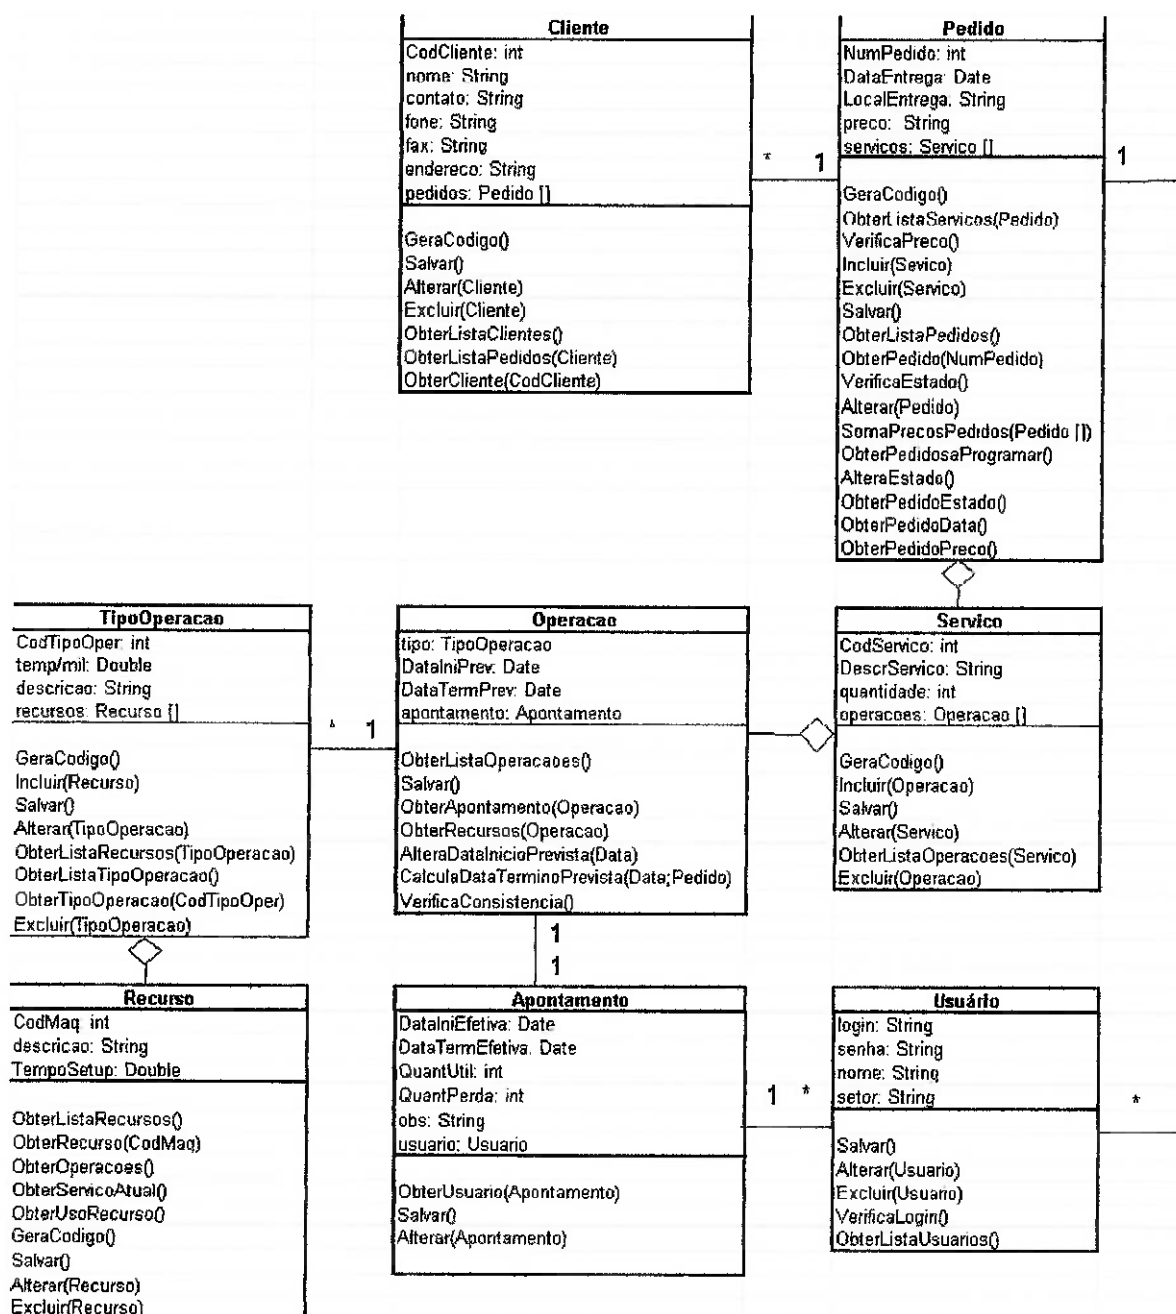 Cliente
CodCliente: int
nome: String
contato: String
fone: String
fax: String
endereco: String
pedidos: Pedido []
GeraCodigo()
Salvar()
Alterar(Cliente)
Excluir(Cliente)
ObterListaClientes()
ObterListaPedidos(Cliente)
ObterCliente(CodCliente)
* 1
Pedido
NumPedido: int
DataEntrega: Date
LocalEntrega: String
preco: String
servicos: Servico []
GeraCodigo()
ObterListaServicos(Pedido)
VerificaPreco()
Incluir(Sevico)
Excluir(Servico)
Salvar()
ObterListaPedidos()
ObterPedido(NumPedido)
VerificaEstado()
Alterar(Pedido)
SomaPrecosPedidos(Pedido [])
ObterPedidosaProgramar()
AlteraEstado()
ObterPedidoEstado()
ObterPedidoData()
ObterPedidoPreco()
1
TipoOperacao
CodTipoOper: int
temp/mil: Double
descricao: String
recursos: Recurso []
GeraCodigo()
Incluir(Recurso)
Salvar()
Alterar(TipoOperacao)
ObterListaRecursos(TipoOperacao)
ObterListaTipoOperacao()
ObterTipoOperacao(CodTipoOper)
Excluir(TipoOperacao)
* 1
Operacao
tipo: TipoOperacao
DataIniPrev: Date
DataTermPrev: Date
apontamento: Apontamento
ObterListaOperacaoes()
Salvar()
ObterApontamento(Operacao)
ObterRecursos(Operacao)
AlteraDataInicioPrevista(Data)
CalculaDataTerminoPrevista(Data;Pedido)
VerificaConsistencia()
Servico
CodServico: int
DescrServico: String
quantidade: int
operacoes: Operacao []
GeraCodigo()
Incluir(Operacao)
Salvar()
Alterar(Servico)
ObterListaOperacoes(Servico)
Excluir(Operacao)
1
1
Recurso
CodMaq int
descricao: String
TempoSetup: Double
ObterListaRecursos()
ObterRecurso(CodMaq)
ObterOperacoes()
ObterServicoAtual()
ObterUsoRecurso()
GeraCodigo()
Salvar()
Alterar(Recurso)
Excluir(Recurso)
Apontamento
DataIniEfetiva: Date
DataTermEfetiva. Date
QuantUtil: int
QuantPerda: int
obs: String
usuario: Usuario
ObterUsuario(Apontamento)
Salvar()
Alterar(Apontamento)
1 *
Usuário
login: String
senha: String
nome: String
setor: String
Salvar()
Alterar(Usuario)
Excluir(Usuario)
VerificaLogin()
ObterListaUsuarios()
*